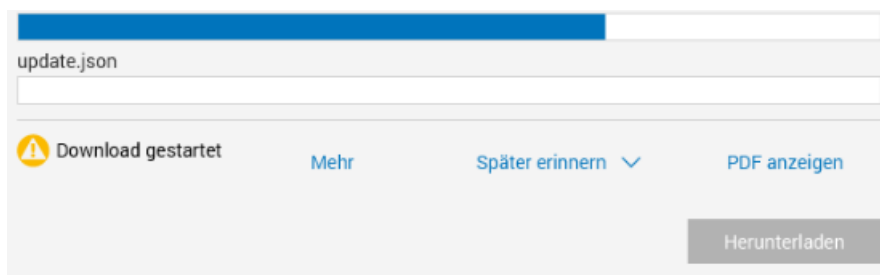 update.json
Download gestartet
Mehr
Später erinnern
PDF anzeigen
Herunterladen